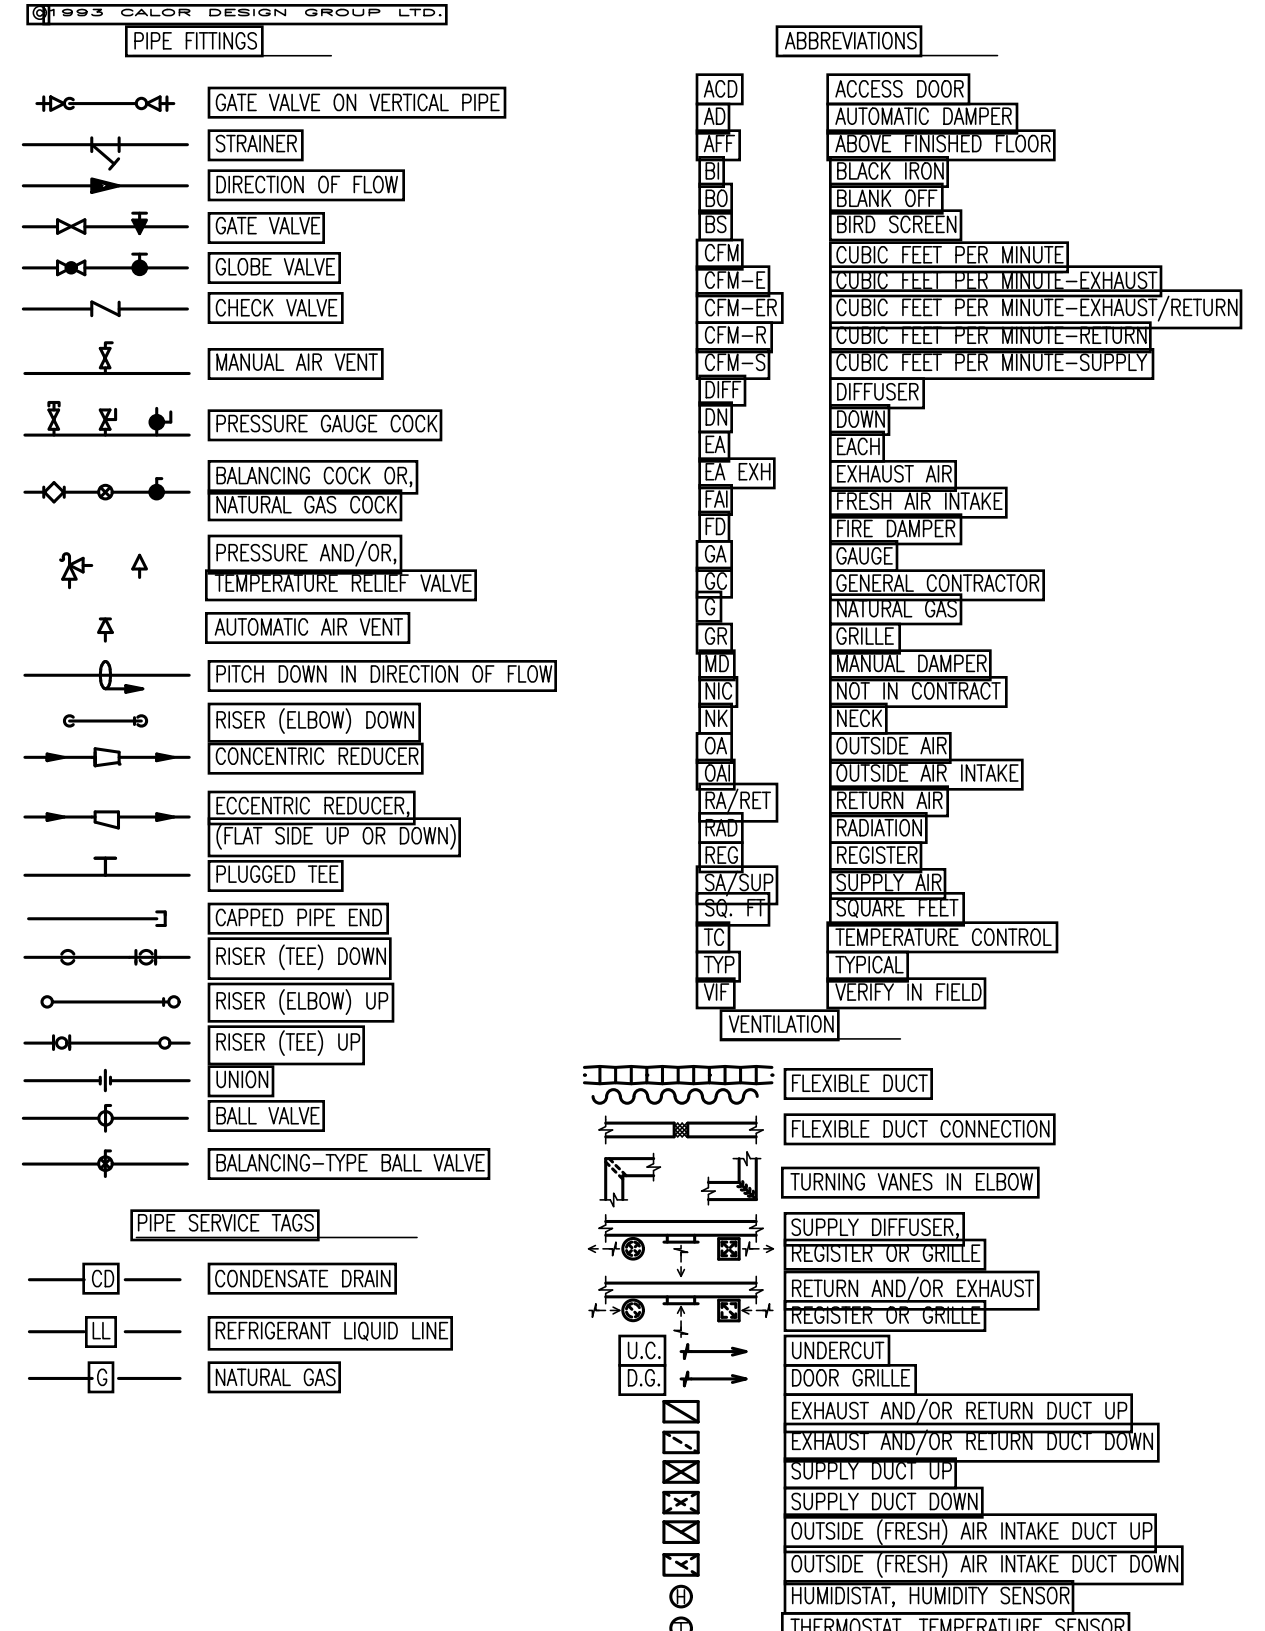 ©1993 CALOR DESIGN GROUP LTD.
PIPE FITTINGS
GATE VALVE ON VERTICAL PIPE
STRAINER
DIRECTION OF FLOW
GATE VALVE
GLOBE VALVE
CHECK VALVE
MANUAL AIR VENT
PRESSURE GAUGE COCK
BALANCING COCK OR,
NATURAL GAS COCK
PRESSURE AND/OR,
TEMPERATURE RELIEF VALVE
AUTOMATIC AIR VENT
PITCH DOWN IN DIRECTION OF FLOW
RISER (ELBOW) DOWN
CONCENTRIC REDUCER
ECCENTRIC REDUCER,
(FLAT SIDE UP OR DOWN)
PLUGGED TEE
CAPPED PIPE END
RISER (TEE) DOWN
RISER (ELBOW) UP
RISER (TEE) UP
UNION
BALL VALVE
BALANCING-TYPE BALL VALVE
PIPE SERVICE TAGS
CD CONDENSATE DRAIN
LL REFRIGERANT LIQUID LINE
G NATURAL GAS
ABBREVIATIONS
ACD ACCESS DOOR
AD AUTOMATIC DAMPER
AFF ABOVE FINISHED FLOOR
BI BLACK IRON
BO BLANK OFF
BS BIRD SCREEN
CFM CUBIC FEET PER MINUTE
CFM-E CUBIC FEET PER MINUTE-EXHAUST
CFM-ER CUBIC FEET PER MINUTE-EXHAUST/RETURN
CFM-R CUBIC FEET PER MINUTE-RETURN
CFM-S CUBIC FEET PER MINUTE-SUPPLY
DIFF DIFFUSER
DN DOWN
EA EACH
EA EXH EXHAUST AIR
FAI FRESH AIR INTAKE
FD FIRE DAMPER
GA GAUGE
GC GENERAL CONTRACTOR
G NATURAL GAS
GR GRILLE
MD MANUAL DAMPER
NIC NOT IN CONTRACT
NK NECK
OA OUTSIDE AIR
OAI OUTSIDE AIR INTAKE
RA/RET RETURN AIR
RAD RADIATION
REG REGISTER
SA/SUP SUPPLY AIR
SQ. FT SQUARE FEET
TC TEMPERATURE CONTROL
TYP TYPICAL
VIF VERIFY IN FIELD
VENTILATION
FLEXIBLE DUCT
FLEXIBLE DUCT CONNECTION
TURNING VANES IN ELBOW
SUPPLY DIFFUSER,
REGISTER OR GRILLE
RETURN AND/OR EXHAUST
REGISTER OR GRILLE
U.C. UNDERCUT
D.G. DOOR GRILLE
EXHAUST AND/OR RETURN DUCT UP
EXHAUST AND/OR RETURN DUCT DOWN
SUPPLY DUCT UP
SUPPLY DUCT DOWN
OUTSIDE (FRESH) AIR INTAKE DUCT UP
OUTSIDE (FRESH) AIR INTAKE DUCT DOWN
H HUMIDISTAT, HUMIDITY SENSOR
T THERMOSTAT, TEMPERATURE SENSOR